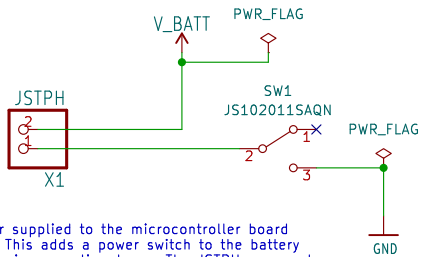 PWR_FLAG
V_BATT
SW1
JS102011SAQN
JSTPH
2
1
1
2
3
PWR_FLAG
X1
GND
r supplied to the microcontroller board
This adds a power switch to the battery